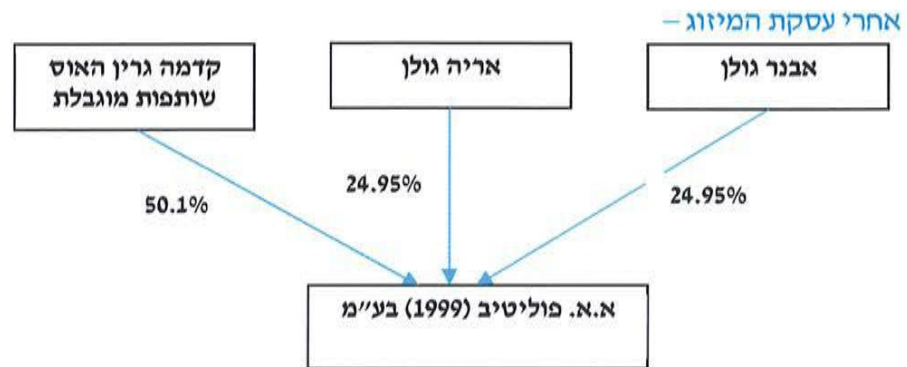 אחרי עסקת המיזוג –
אבנר גולן
אריה גולן
קדמה גרין האוס
שותפות מוגבלת
24.95%
24.95%
50.1%
א.א. פוליטיב (1999) בע״מ